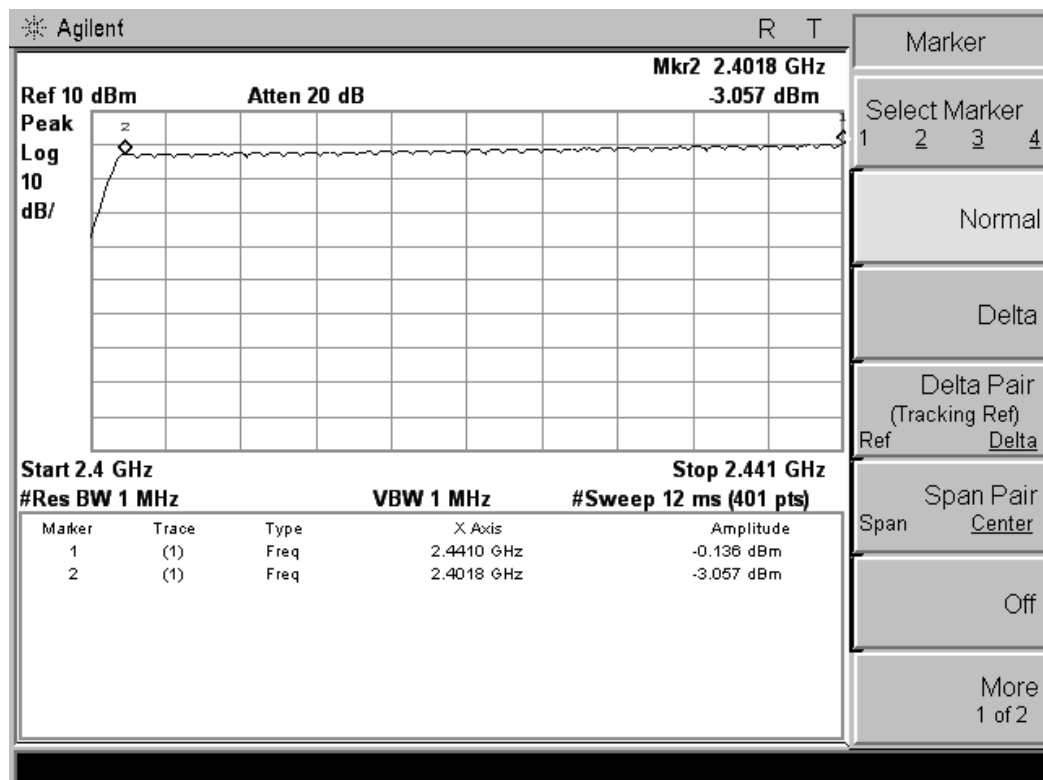 Agilent
R T
Mkr2 2.4018 GHz
Ref 10 dBm Atten 20 dB -3.057 dBm
Peak
Log
10
dB/
2
1
Start 2.4 GHz Stop 2.441 GHz
#Res BW 1 MHz VBW 1 MHz #Sweep 12 ms (401 pts)
Marker Trace Type X Axis Amplitude
1 (1) Freq 2.4410 GHz -0.136 dBm
2 (1) Freq 2.4018 GHz -3.057 dBm
Marker
Select Marker
1 2 3 4
Normal
Delta
Delta Pair
(Tracking Ref)
Ref Delta
Span Pair
Span Center
Off
More
1 of 2